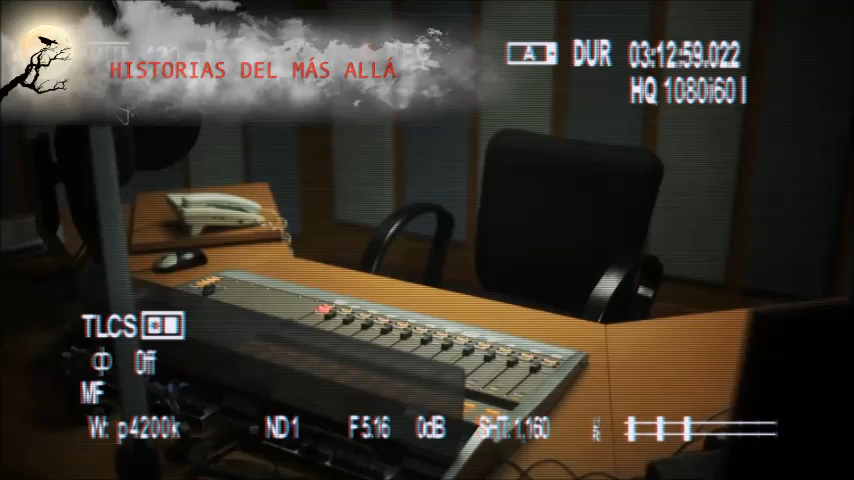 HISTORIAS DEL MÁS ALLÁ
A DUR 03:12:59.022
HQ 1080i60
TLCS
Off
MF
W: p4200k ND1 F5.16 0dB SHT: 1,160